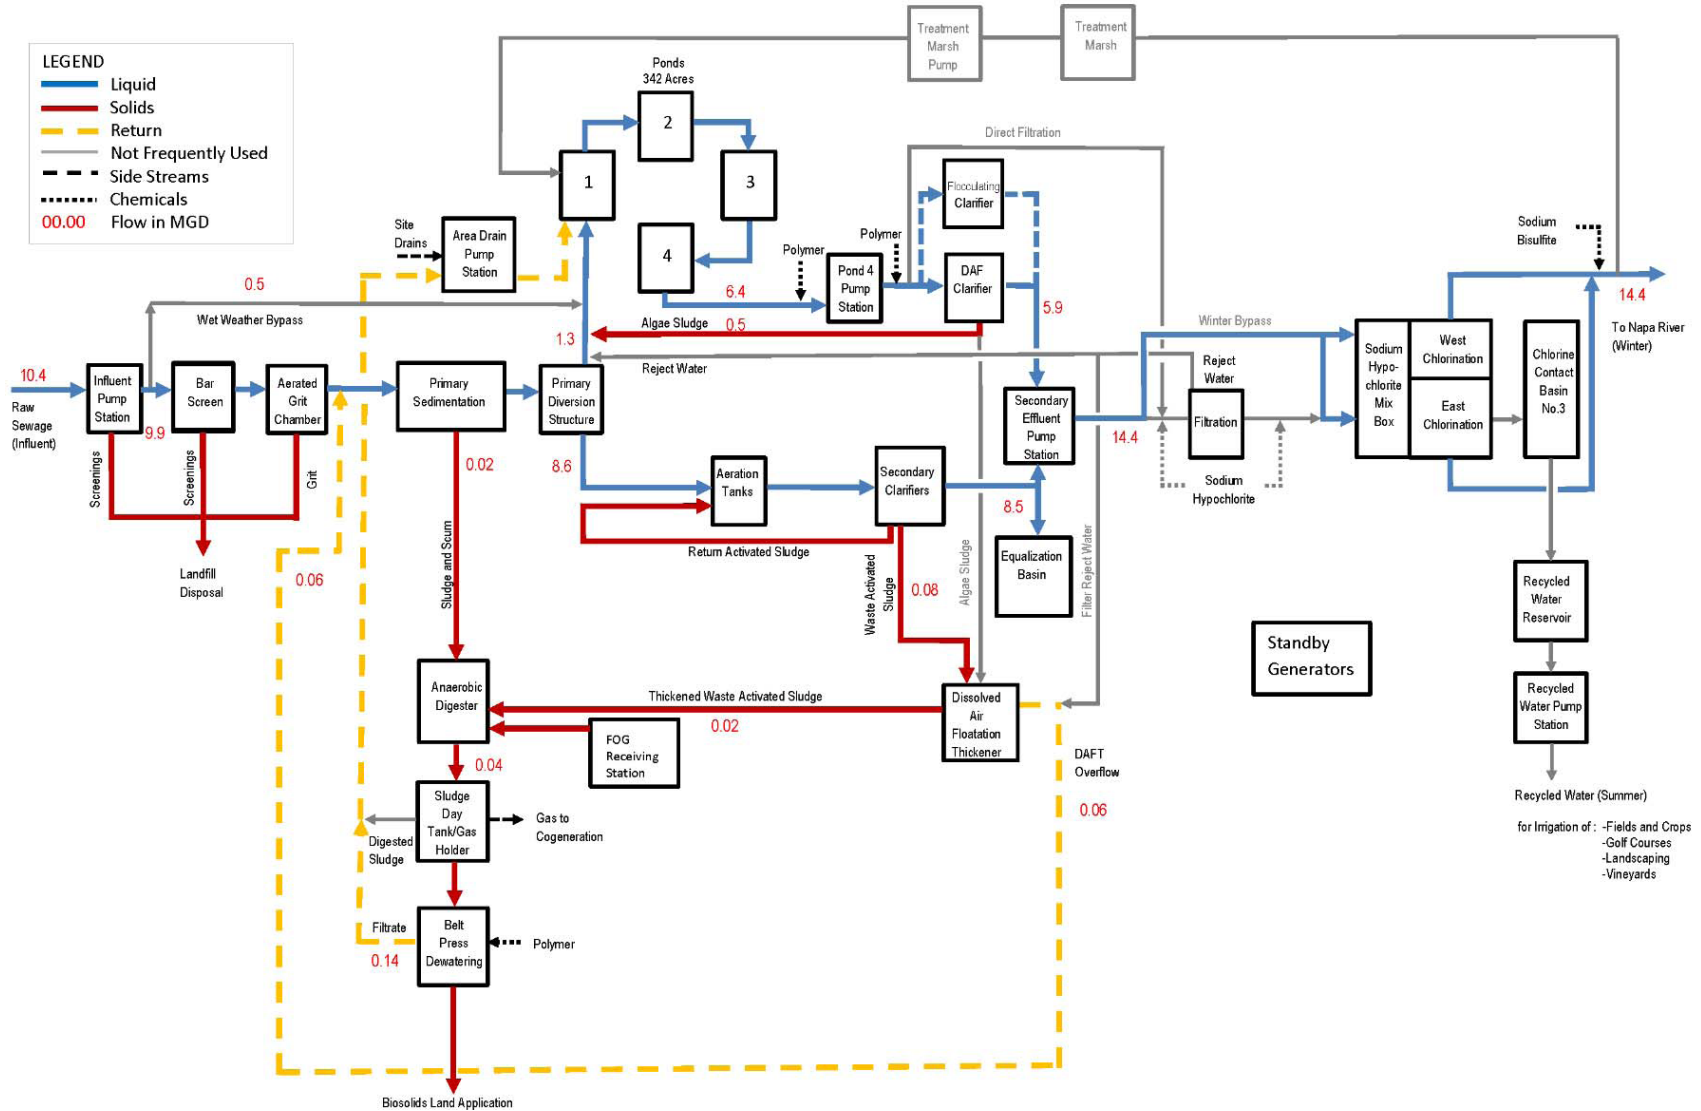 LEGEND
Liquid
Solids
Return
Not Frequently Used
Side Streams
Chemicals
00.00 Flow in MGD
Treatment
Marsh
Pump
Treatment
Marsh
Ponds
342 Acres
1
2
3
4
Direct Filtration
Flocculating
Clarifier
Site
Drains
Area Drain
Pump
Station
Polymer
Polymer
Pond 4
Pump
Station
DAF
Clarifier
Sodium
Bisulfite
0.5
Wet Weather Bypass
6.4
5.9
Algae Sludge
0.5
1.3
Reject Water
Winter Bypass
14.4
To Napa River
(Winter)
10.4
Raw
Sewage
(Influent)
Influent
Pump
Station
9.9
Bar
Screen
Aerated
Grit
Chamber
Primary
Sedimentation
Primary
Diversion
Structure
Secondary
Effluent
Pump
Station
14.4
Reject
Water
Filtration
Sodium
Hypochlorite
Sodium
Hypo-
chlorite
Mix
Box
West
Chlorination
East
Chlorination
Chlorine
Contact
Basin
No.3
Screenings
Screenings
Grit
Landfill
Disposal
0.02
8.6
Aeration
Tanks
Secondary
Clarifiers
8.5
Return Activated Sludge
Equalization
Basin
0.06
Sludge and Scum
Waste Activated
Sludge
0.08
Algae Sludge
Filter Reject Water
Recycled
Water
Reservoir
Standby
Generators
Anaerobic
Digester
Thickened Waste Activated Sludge
0.02
Dissolved
Air
Floatation
Thickener
Recycled
Water Pump
Station
FOG
Receiving
Station
0.04
DAFT
Overflow
0.06
Sludge
Day
Tank/Gas
Holder
Gas to
Cogeneration
Digested
Sludge
Recycled Water (Summer)
for Irrigation of : -Fields and Crops
-Golf Courses
-Landscaping
-Vineyards
Filtrate
0.14
Belt
Press
Dewatering
Polymer
Biosolids Land Application